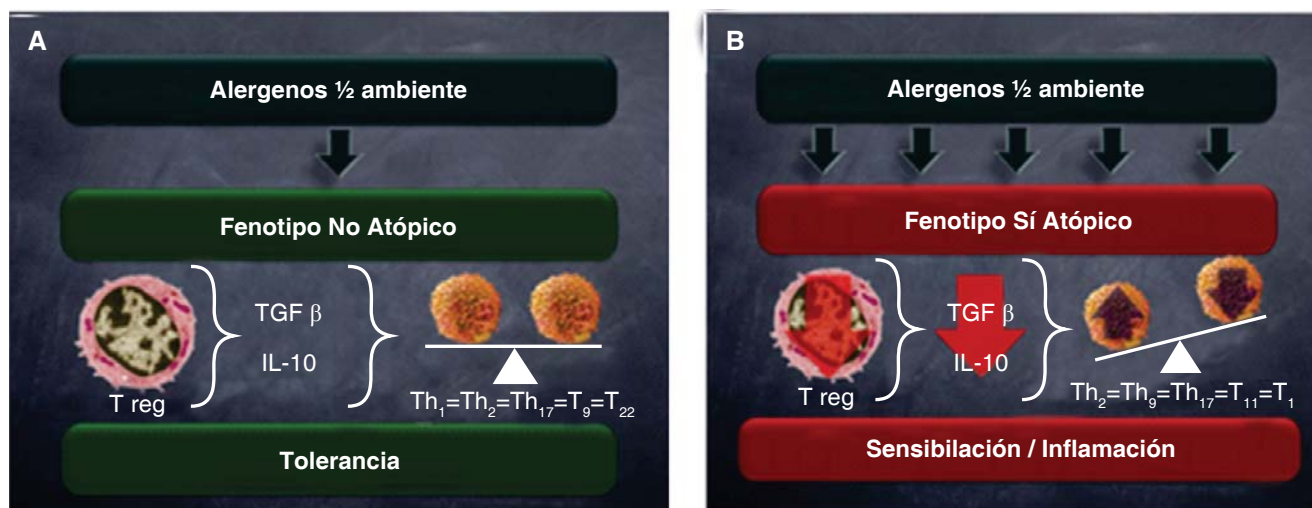 A
Alergenos ½ ambiente
Fenotipo No Atópico
TGF β
IL-10
T reg
Th₁=Th₂=Th₁₇=T₉=T₂₂
Tolerancia
B
Alergenos ½ ambiente
Fenotipo Sí Atópico
TGF β
IL-10
T reg
Th₂=Th₉=Th₁₇=T₁₁=T₁
Sensibilación / Inflamación